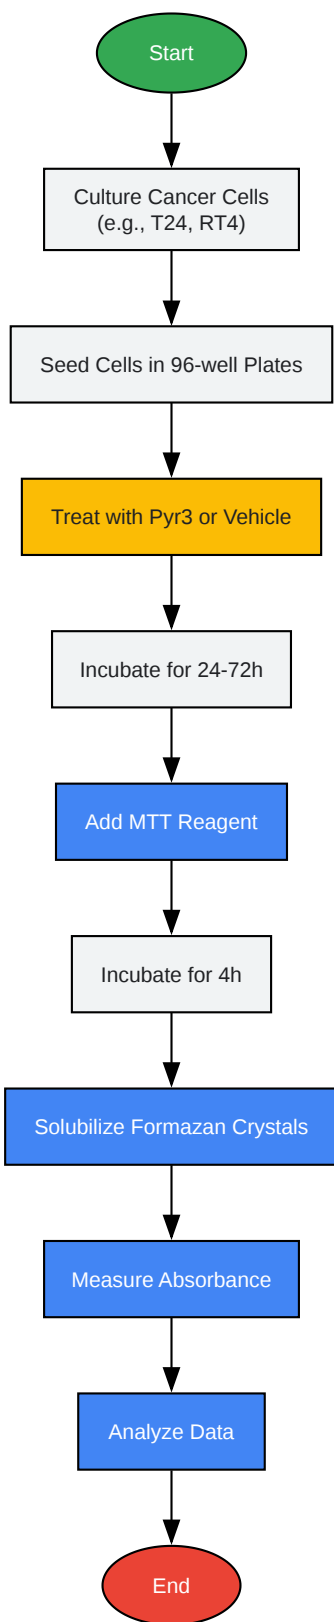 Start
Culture Cancer Cells
(e.g., T24, RT4)
Seed Cells in 96-well Plates
Treat with Pyr3 or Vehicle
Incubate for 24-72h
Add MTT Reagent
Incubate for 4h
Solubilize Formazan Crystals
Measure Absorbance
Analyze Data
End